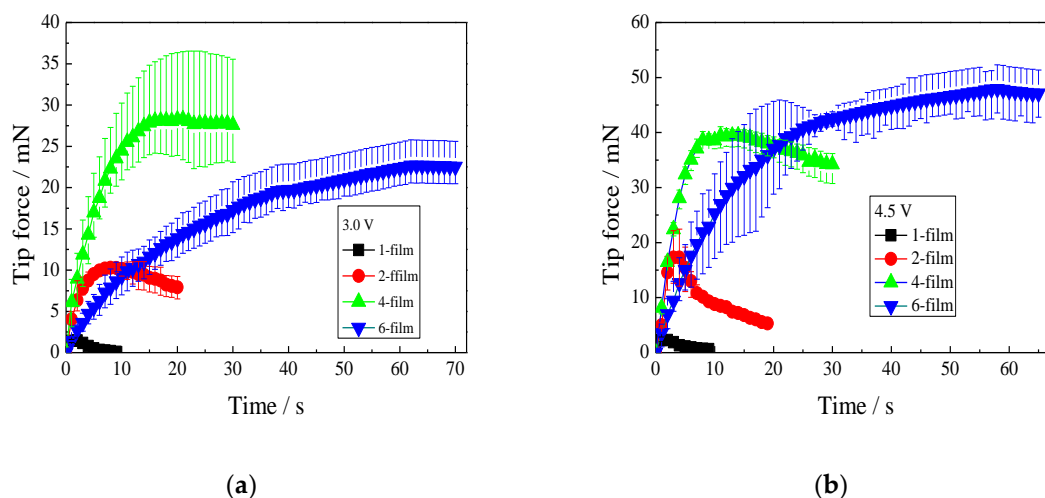 40
35
30
25
20
15
10
5
0
Tip force / mN
0 10 20 30 40 50 60 70
Time / s
3.0 V
1-film
2-ffilm
4-film
6-film
(a)
60
50
40
30
20
10
0
Tip force / mN
0 10 20 30 40 50 60
Time / s
4.5 V
1-film
2-film
4-film
6-film
(b)